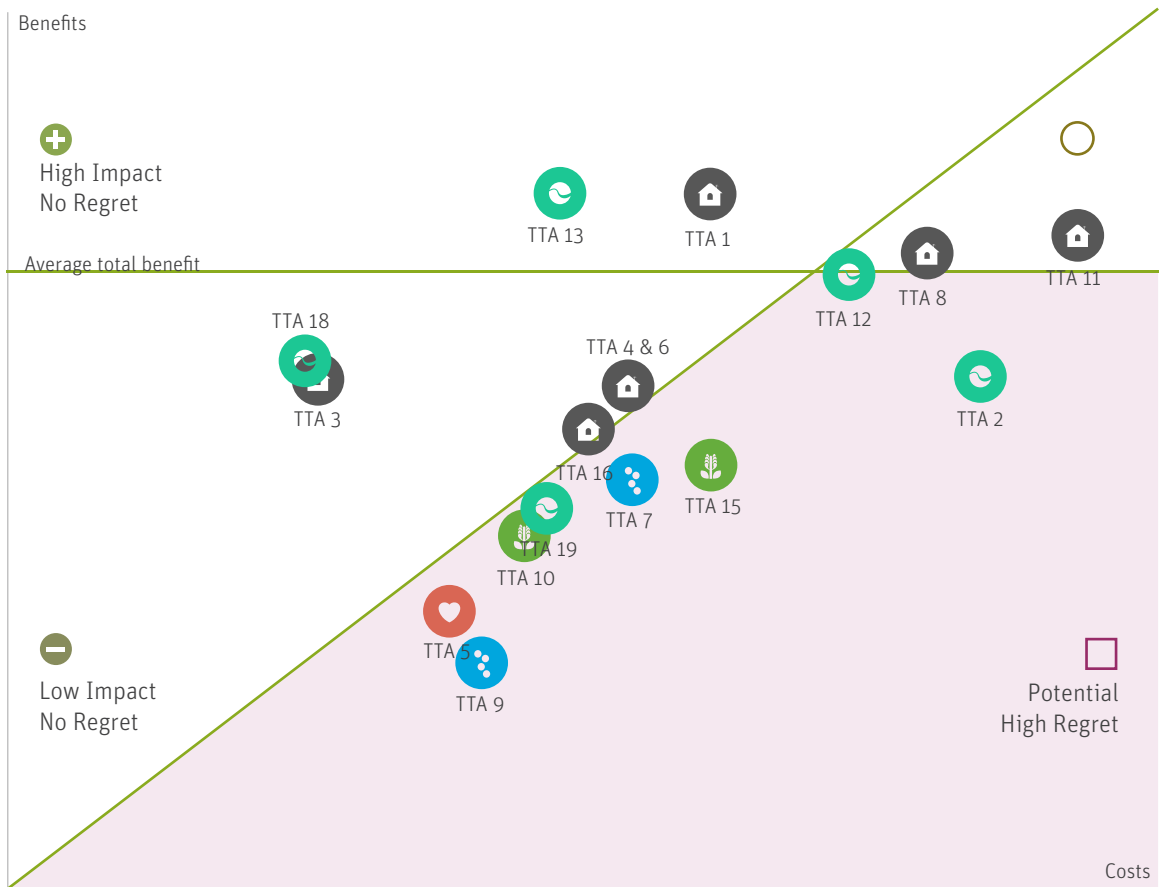 Benefits
High Impact
No Regret
TTA 13
TTA 1
Average total benefit
TTA 11
TTA 8
TTA 12
TTA 18
TTA 4 & 6
TTA 3
TTA 2
TTA 16
TTA 7
TTA 15
TTA 19
TTA 10
TTA 5
TTA 9
Low Impact
No Regret
Potential
High Regret
Costs